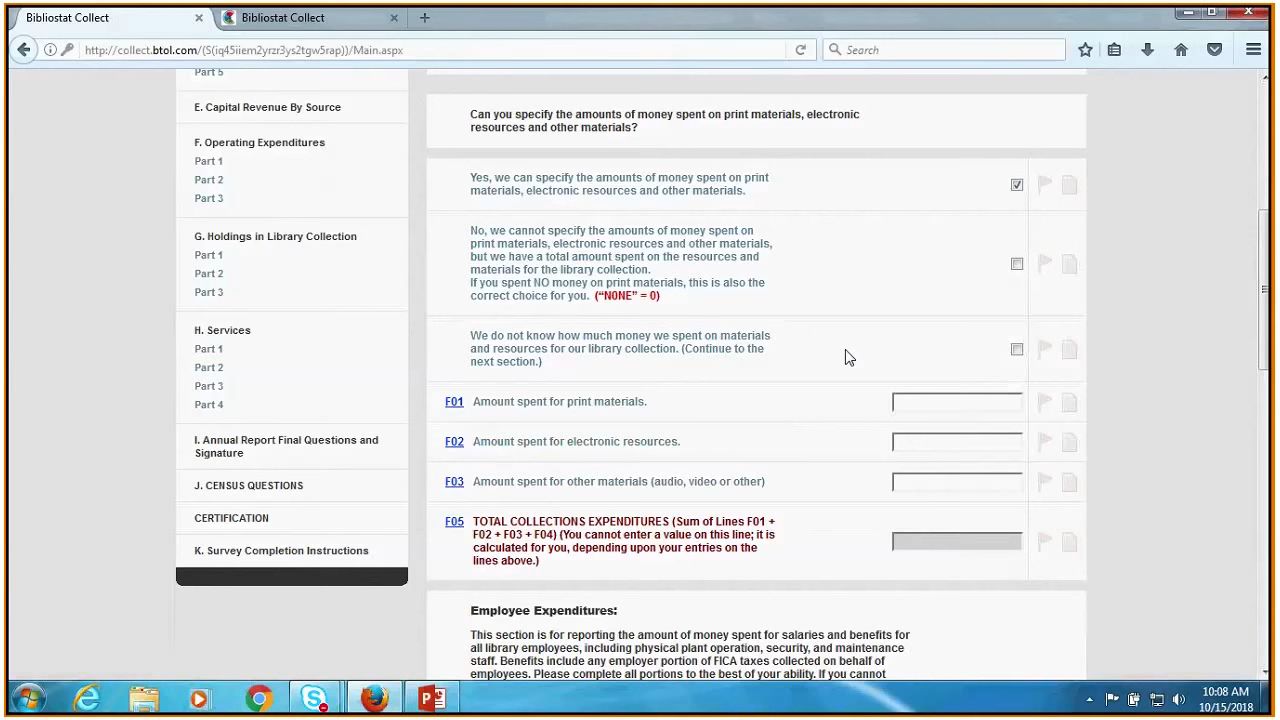 Bibliostat Collect
Bibliostat Collect
http://collect.btol.com/(S(iq45iiem2yrzr3ys2tgw5rap))/Main.aspx
Search
Part 5
E. Capital Revenue By Source
F. Operating Expenditures
Part 1
Part 2
Part 3
G. Holdings in Library Collection
Part 1
Part 2
Part 3
H. Services
Part 1
Part 2
Part 3
Part 4
I. Annual Report Final Questions and
Signature
J. CENSUS QUESTIONS
CERTIFICATION
K. Survey Completion Instructions
Can you specify the amounts of money spent on print materials, electronic
resources and other materials?
Yes, we can specify the amounts of money spent on print
materials, electronic resources and other materials.
No, we cannot specify the amounts of money spent on
print materials, electronic resources and other materials,
but we have a total amount spent on the resources and
materials for the library collection.
If you spent NO money on print materials, this is also the
correct choice for you. (“NONE” = 0)
We do not know how much money we spent on materials
and resources for our library collection. (Continue to the
next section.)
F01 Amount spent for print materials.
F02 Amount spent for electronic resources.
F03 Amount spent for other materials (audio, video or other)
F05 TOTAL COLLECTIONS EXPENDITURES (Sum of Lines F01 +
F02 + F03 + F04) (You cannot enter a value on this line; it is
calculated for you, depending upon your entries on the
lines above.)
Employee Expenditures:
This section is for reporting the amount of money spent for salaries and benefits for
all library employees, including physical plant operation, security, and maintenance
staff. Benefits include any employer portion of FICA taxes collected on behalf of
employees. Please complete all portions to the best of your ability. If you cannot
10:08 AM
10/15/2018